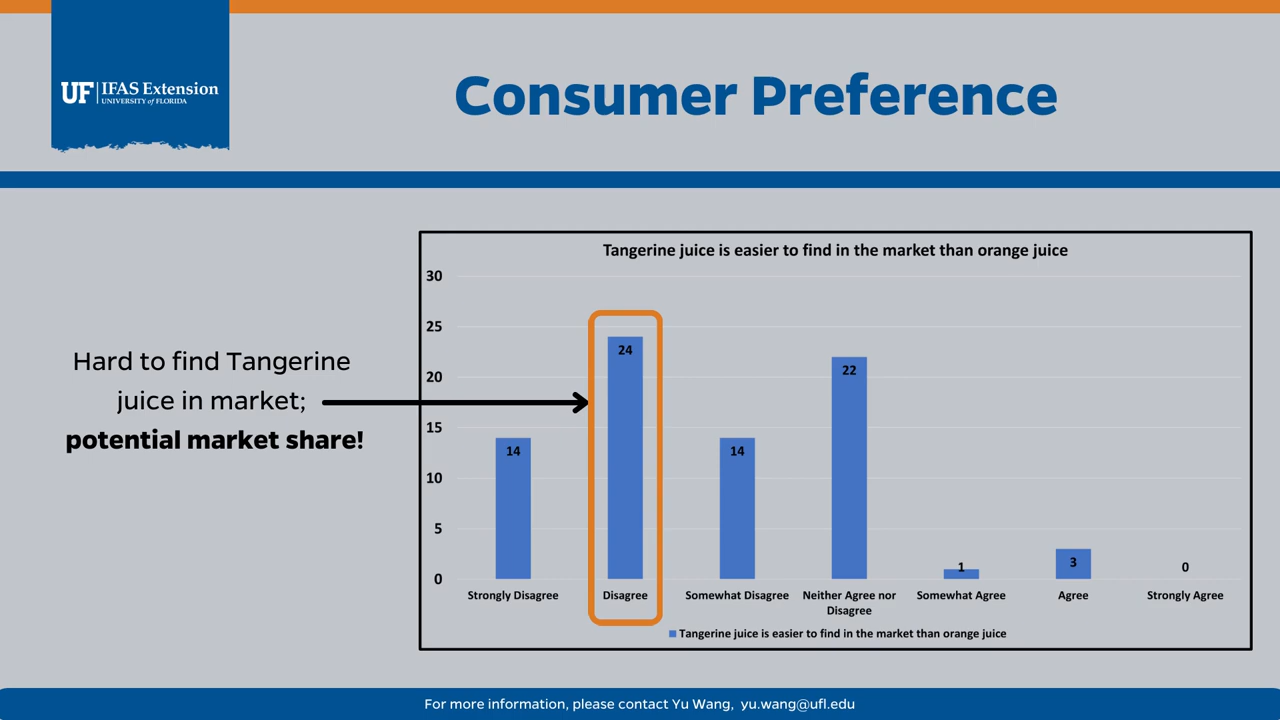 UF IFAS Extension
UNIVERSITY of FLORIDA
Consumer Preference
Hard to find Tangerine
juice in market;
potential market share!
Tangerine juice is easier to find in the market than orange juice
30
25
20
15
10
5
0
14
24
14
22
1
3
0
Strongly Disagree
Disagree
Somewhat Disagree
Neither Agree nor
Disagree
Somewhat Agree
Agree
Strongly Agree
Tangerine juice is easier to find in the market than orange juice
For more information, please contact Yu Wang, yu.wang@ufl.edu